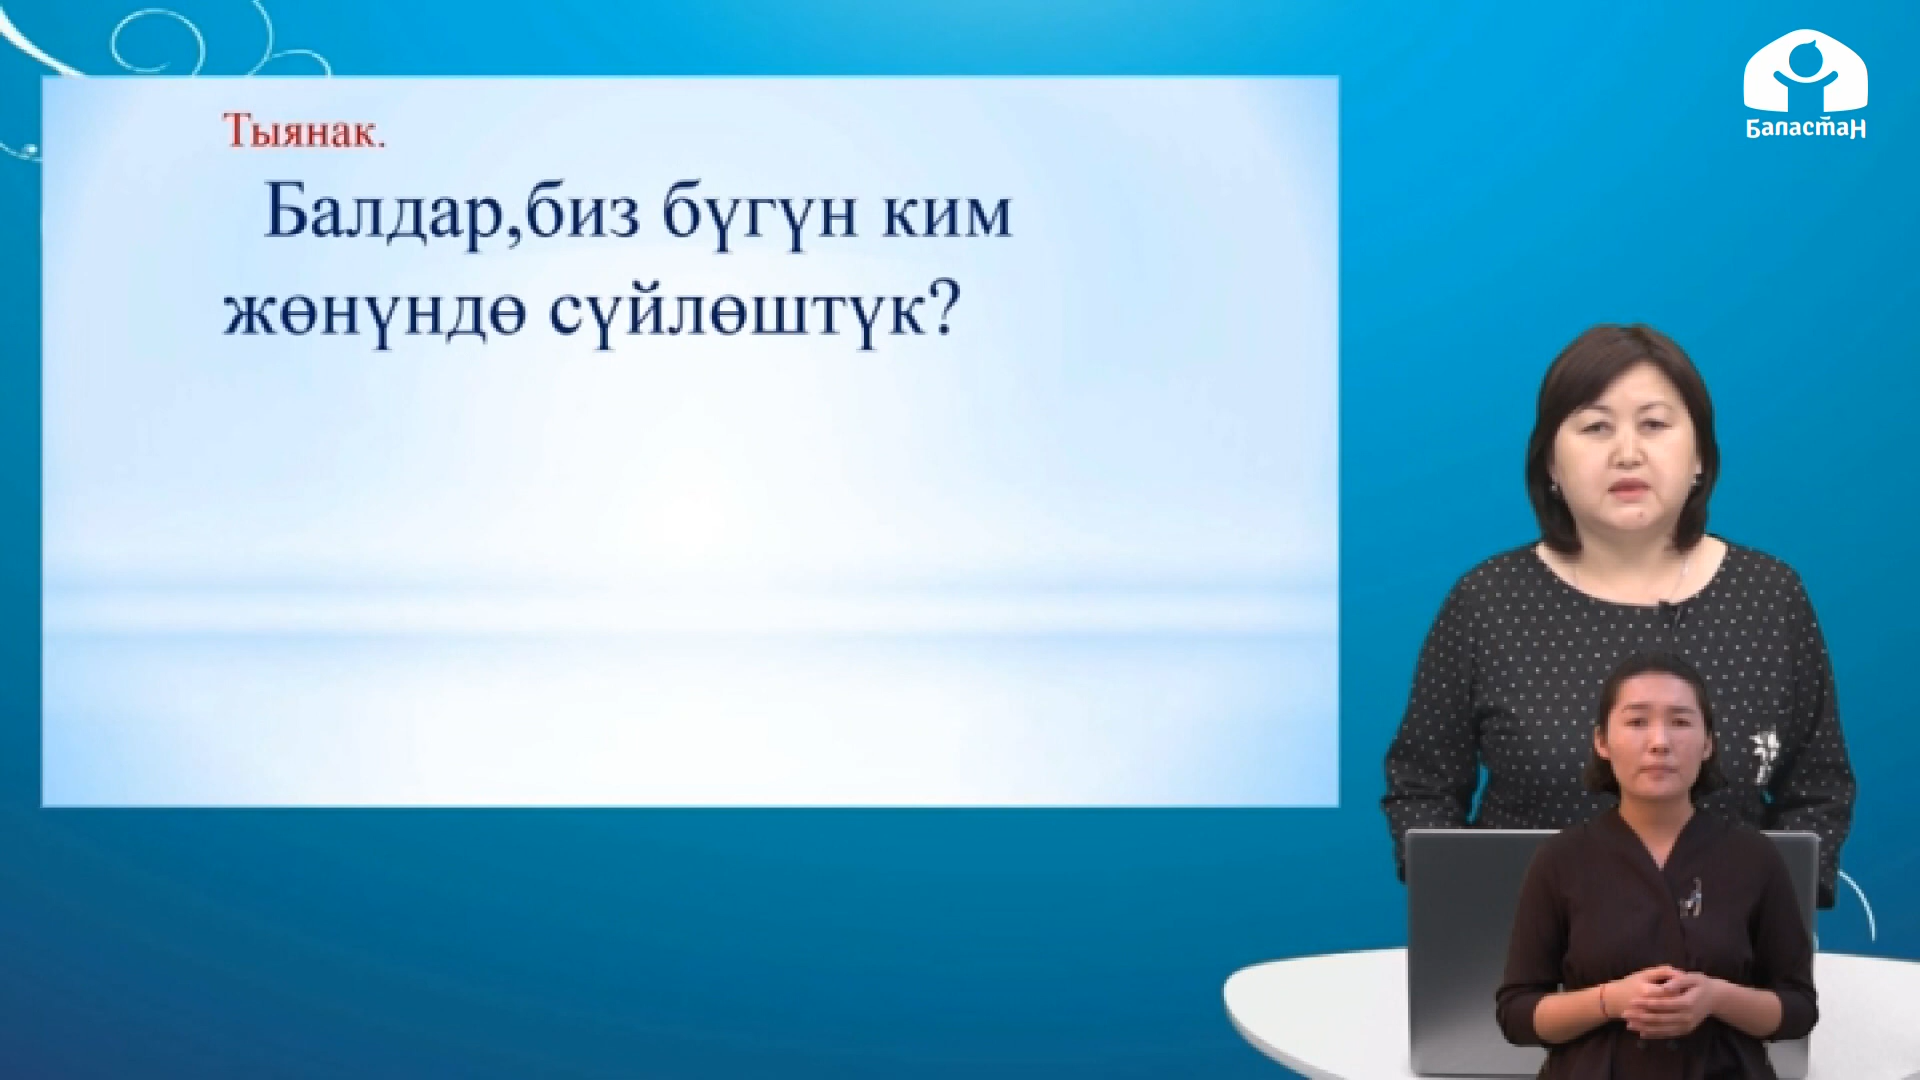 Тыянак.
Балдар,биз бүгүн ким
жөнүндө сүйлөштүк?
Баластан